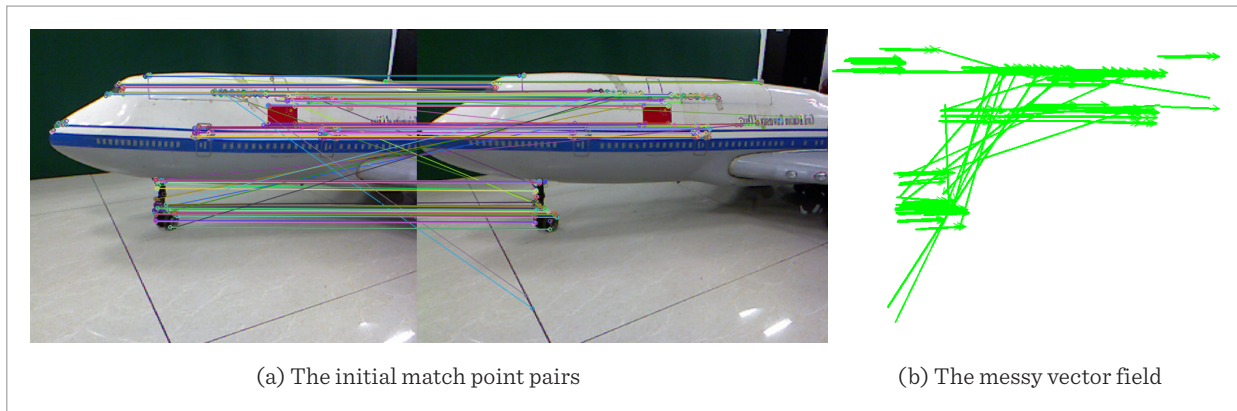 (a) The initial match point pairs
(b) The messy vector field